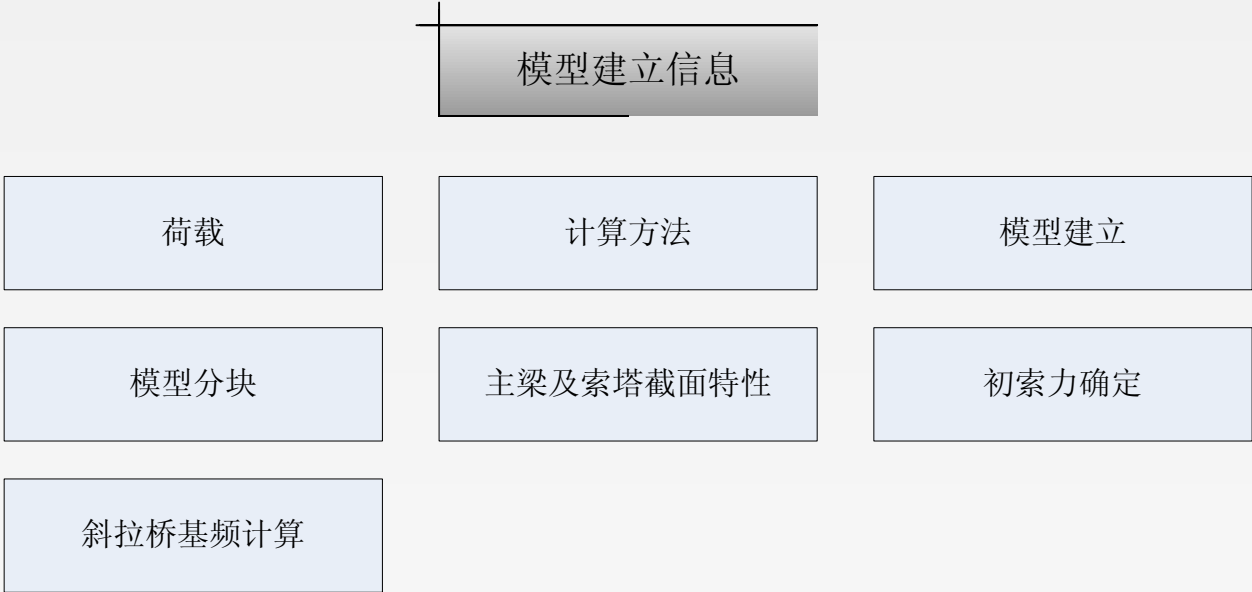 模型建立信息
荷载
计算方法
模型建立
模型分块
主梁及索塔截面特性
初索力确定
斜拉桥基频计算